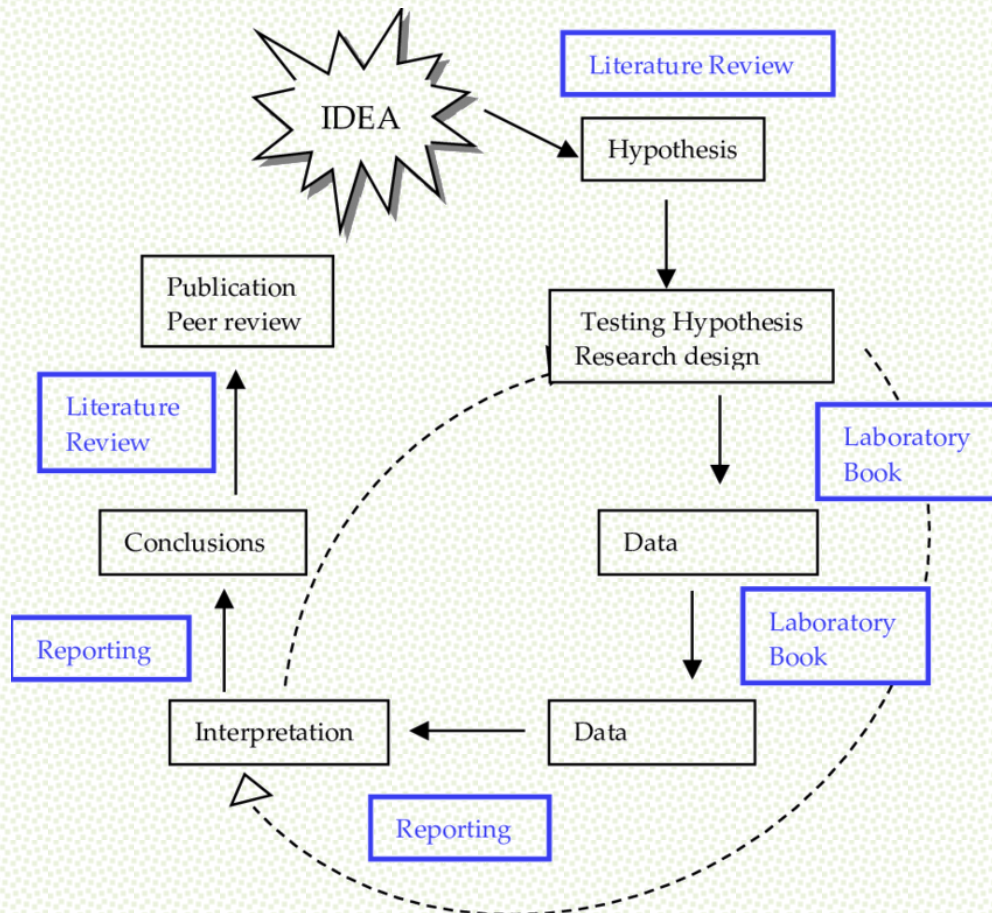 Literature Review
IDEA
Hypothesis
Publication
Peer review
Testing Hypothesis
Research design
Literature
Review
Laboratory
Book
Conclusions
Data
Reporting
Laboratory
Book
Interpretation
Data
Reporting